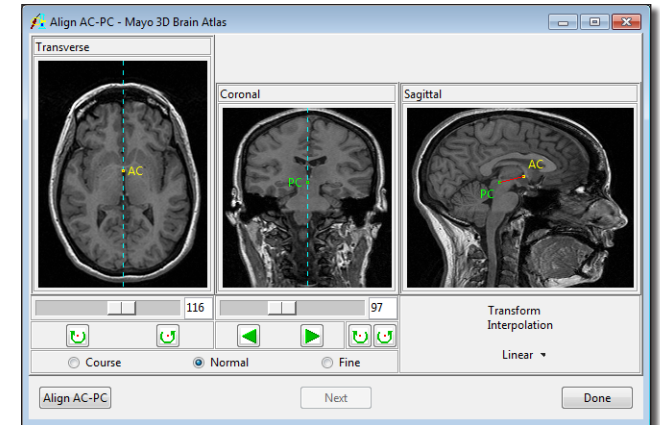 Align AC-PC - Mayo 3D Brain Atlas
Transverse
Coronal
Sagittal
AC
PC
AC
PC
116
97
Transform
Interpolation
Linear
Course
Normal
Fine
Align AC-PC
Next
Done